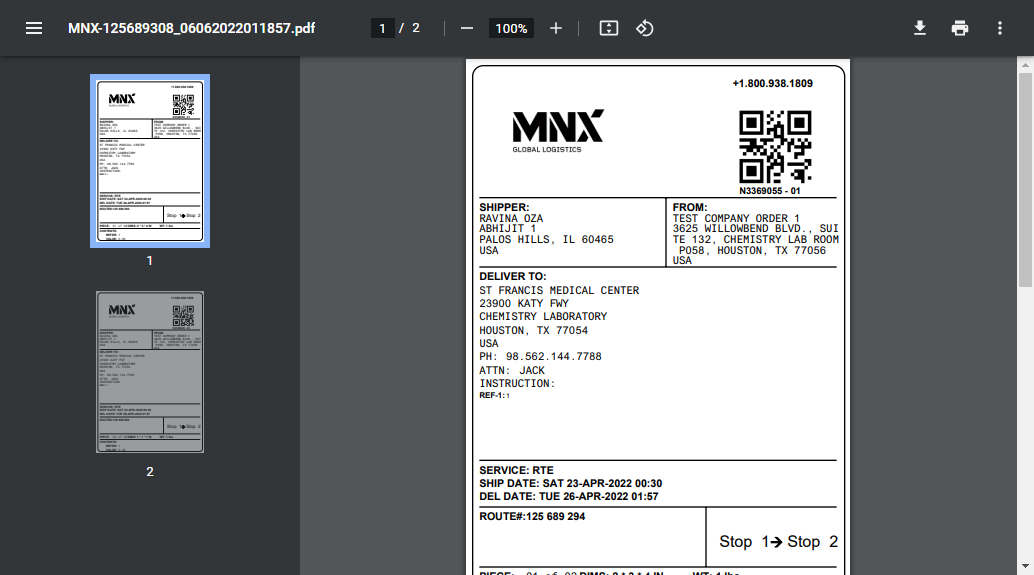 MNX-125689308_06062022011857.pdf
1 / 2
100%
+1.800.938.1809
MNX
GLOBAL LOGISTICS
N3369055 - 01
SHIPPER:
RAVINA OZA
ABHIJIT 1
PALOS HILLS, IL 60465
USA
FROM:
TEST COMPANY ORDER 1
3625 WILLOWBEND BLVD., SUI
TE 132, CHEMISTRY LAB ROOM
P058, HOUSTON, TX 77056
USA
DELIVER TO:
ST FRANCIS MEDICAL CENTER
23900 KATY FWY
CHEMISTRY LABORATORY
HOUSTON, TX 77054
USA
PH: 98.562.144.7788
ATTN: JACK
INSTRUCTION:
REF-1:1
SERVICE: RTE
SHIP DATE: SAT 23-APR-2022 00:30
DEL DATE: TUE 26-APR-2022 01:57
ROUTE#:125 689 294
Stop 1➔ Stop 2
1
2